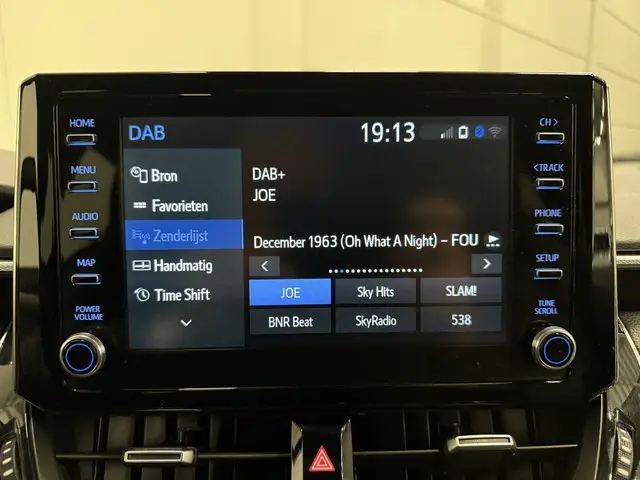 HOME
MENU
AUDIO
MAP
POWER
VOLUME
DAB
19:13
Bron
Favorieten
Zenderlijst
Handmatig
Time Shift
DAB+
JOE
December 1963 (Oh What A Night) – FOU
JOE
Sky Hits
SLAM!
BNR Beat
SkyRadio
538
CH >
< TRACK
PHONE
SETUP
TUNE
SCROLL